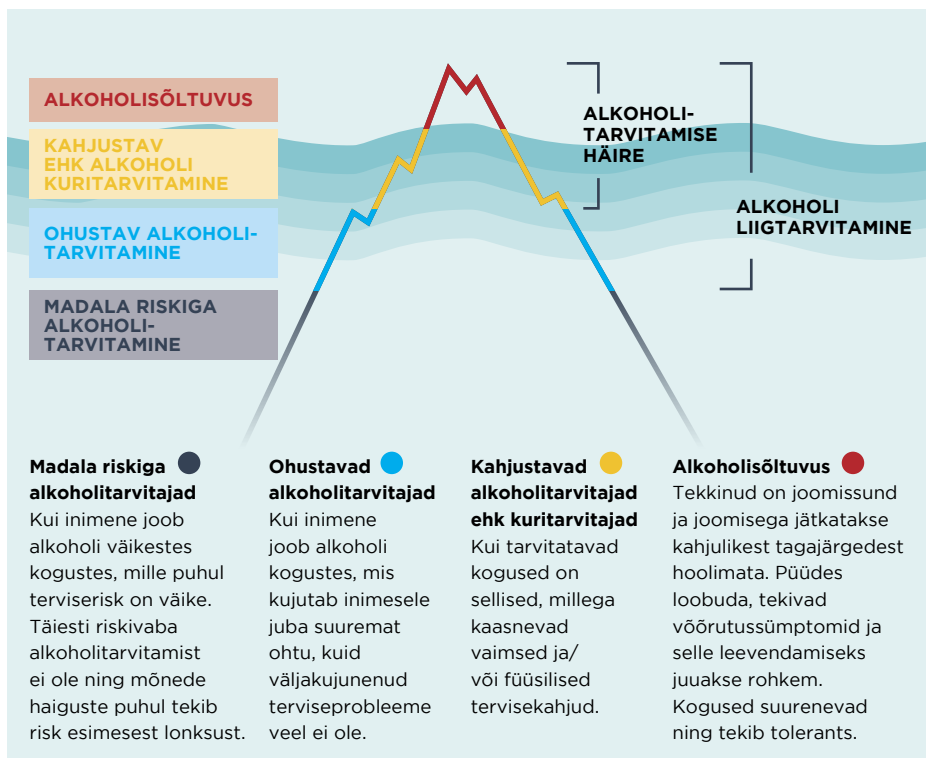 ALKOHOLISÕLTUVUS
KAHJUSTAV
EHK ALKOHOLI
KURITARVITAMINE
OHUSTAV ALKOHOLI-
TARVITAMINE
MADALA RISKIGA
ALKOHOLI-
TARVITAMINE
ALKOHOLI-
TARVITAMISE
HÄIRE
ALKOHOLI
LIIGTARVITAMINE
Madala riskiga
alkoholitarvitajad
Kui inimene joob
alkoholi väikestes
kogustes, mille puhul
terviserisk on väike.
Täiesti riskivaba
alkoholitarvitamist
ei ole ning mõnede
haiguste puhul tekib
risk esimesest lonksust.
Ohustavad
alkoholitarvitajad
Kui inimene
joob alkoholi
kogustes, mis
kujutab inimesele
juba suuremat
ohtu, kuid
väljakujunenud
terviseprobleeme
veel ei ole.
Kahjustavad
alkoholitarvitajad
ehk kuritarvitajad
Kui tarvitatavad
kogused on
sellised, millega
kaasnevad
vaimsed ja/
või füüsilised
tervisekahjud.
Alkoholisõltuvus
Tekkinud on joomissund
ja joomisega jätkatakse
kahjulikest tagajärgedest
hoolimata. Püüdes
loobuda, tekivad
võõrutussümptomid ja
selle leevendamiseks
juuakse rohkem.
Kogused suurenevad
ning tekib tolerants.